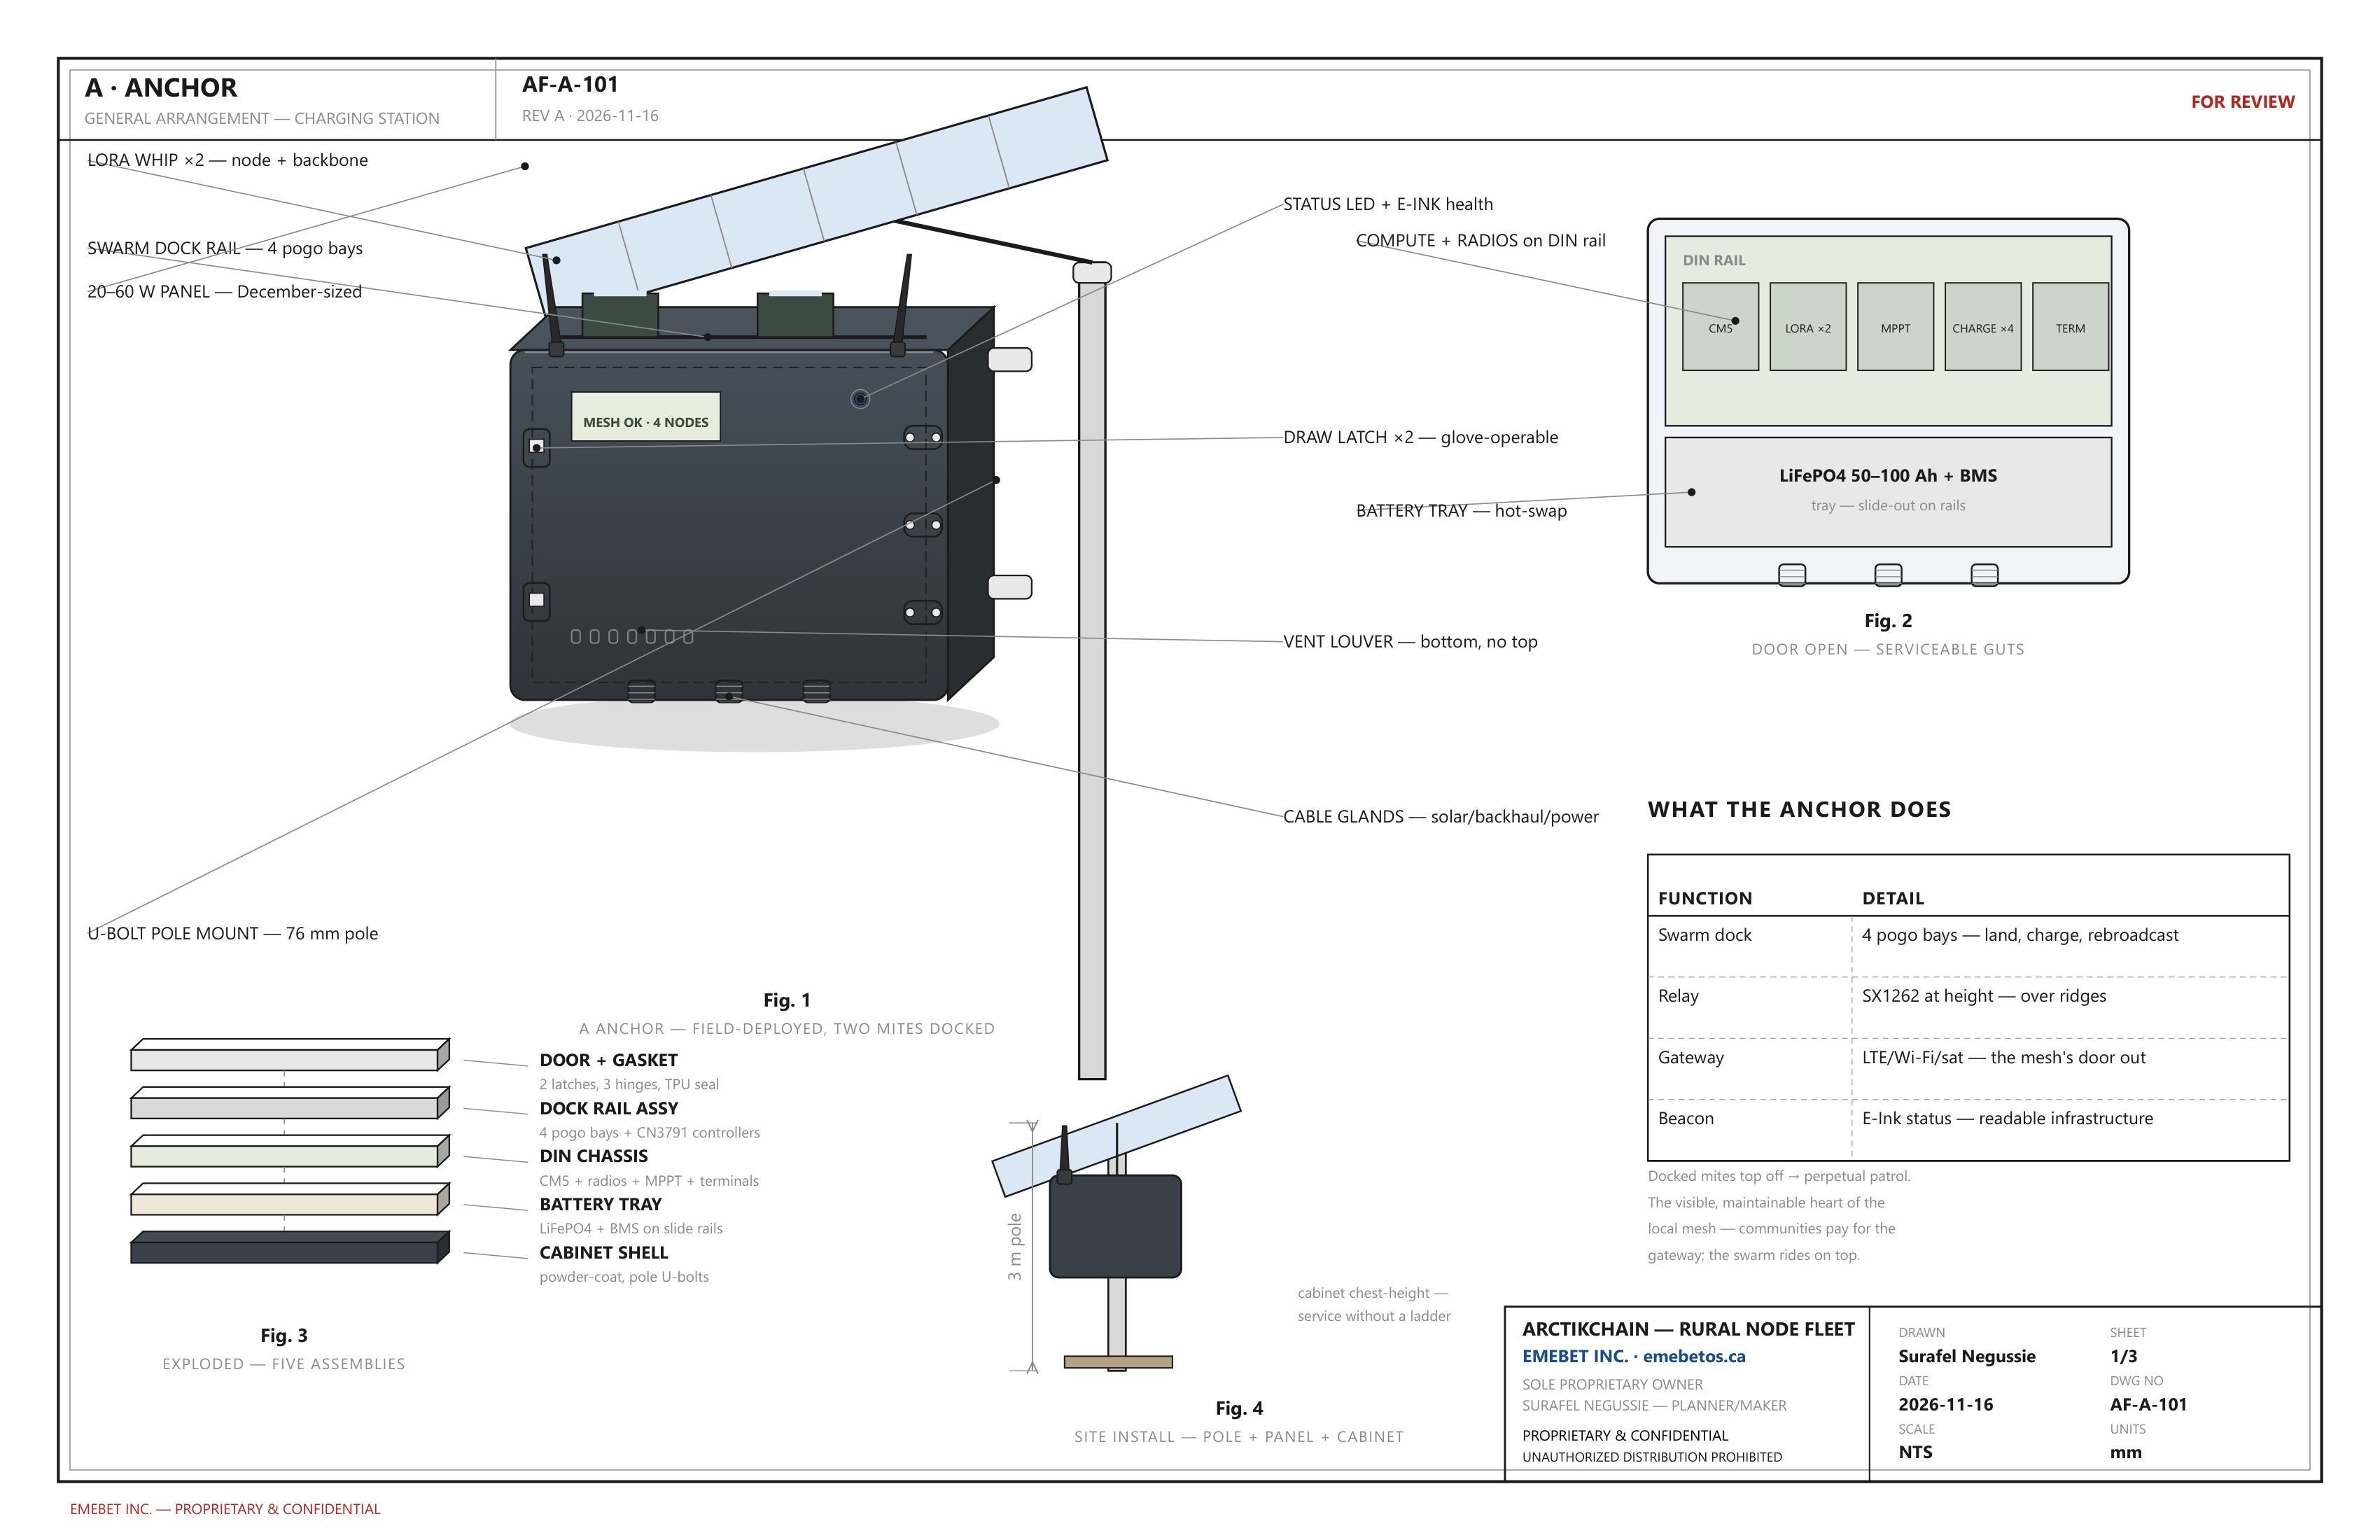 A · ANCHOR
GENERAL ARRANGEMENT — CHARGING STATION
AF-A-101
REV A · 2026-11-16
FOR REVIEW
LORA WHIP ×2 — node + backbone
SWARM DOCK RAIL — 4 pogo bays
20–60 W PANEL — December-sized
U-BOLT POLE MOUNT — 76 mm pole
MESH OK · 4 NODES
STATUS LED + E-INK health
DRAW LATCH ×2 — glove-operable
VENT LOUVER — bottom, no top
CABLE GLANDS — solar/backhaul/power
Fig. 1
A ANCHOR — FIELD-DEPLOYED, TWO MITES DOCKED
COMPUTE + RADIOS on DIN rail
BATTERY TRAY — hot-swap
DIN RAIL
CM5
LORA ×2
MPPT
CHARGE ×4
TERM
LiFePO4 50–100 Ah + BMS
tray — slide-out on rails
Fig. 2
DOOR OPEN — SERVICEABLE GUTS
WHAT THE ANCHOR DOES
FUNCTION DETAIL
Swarm dock 4 pogo bays — land, charge, rebroadcast
Relay SX1262 at height — over ridges
Gateway LTE/Wi-Fi/sat — the mesh's door out
Beacon E-Ink status — readable infrastructure
Docked mites top off → perpetual patrol.
The visible, maintainable heart of the
local mesh — communities pay for the
gateway; the swarm rides on top.
DOOR + GASKET
2 latches, 3 hinges, TPU seal
DOCK RAIL ASSY
4 pogo bays + CN3791 controllers
DIN CHASSIS
CM5 + radios + MPPT + terminals
BATTERY TRAY
LiFePO4 + BMS on slide rails
CABINET SHELL
powder-coat, pole U-bolts
Fig. 3
EXPLODED — FIVE ASSEMBLIES
3 m pole
cabinet chest-height —
service without a ladder
Fig. 4
SITE INSTALL — POLE + PANEL + CABINET
ARCTIKCHAIN — RURAL NODE FLEET
EMEBET INC. · emebetos.ca
SOLE PROPRIETARY OWNER
SURAFEL NEGUSSIE — PLANNER/MAKER
PROPRIETARY & CONFIDENTIAL
UNAUTHORIZED DISTRIBUTION PROHIBITED
DRAWN SHEET
Surafel Negussie 1/3
DATE DWG NO
2026-11-16 AF-A-101
SCALE UNITS
NTS mm
EMEBET INC. — PROPRIETARY & CONFIDENTIAL